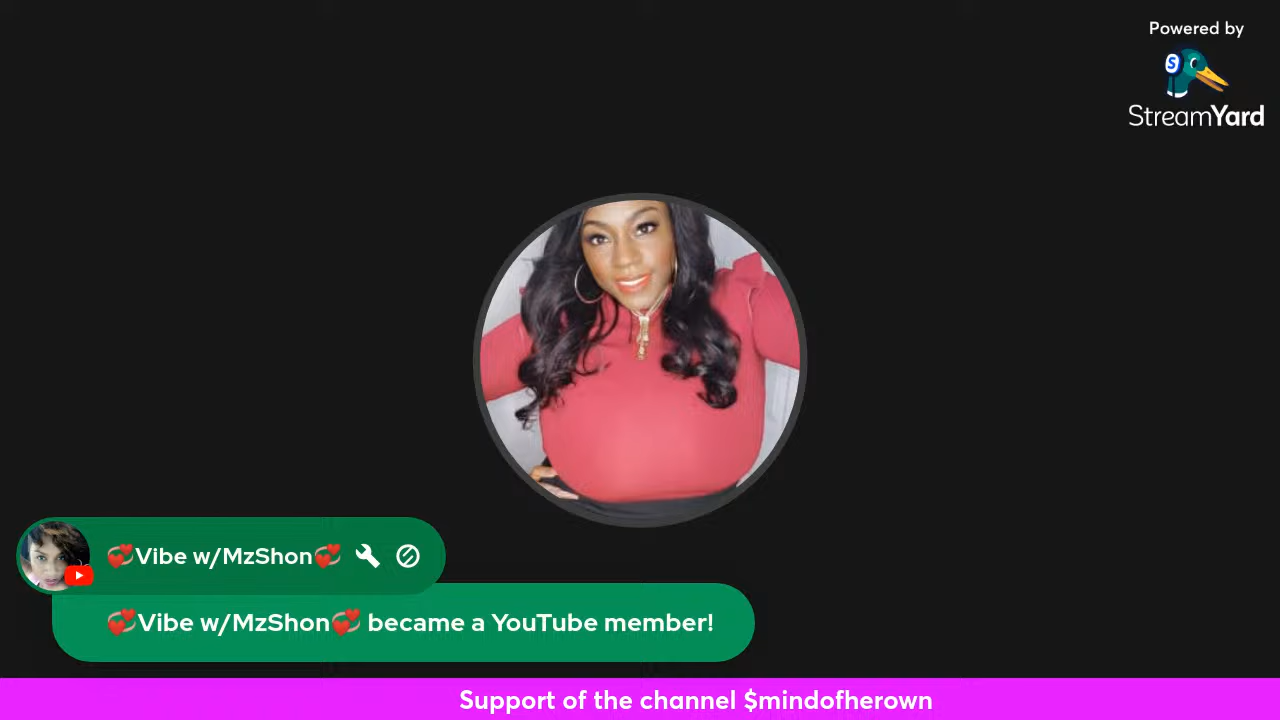 Powered by
StreamYard
💞Vibe w/MzShon💞
💞Vibe w/MzShon💞 became a YouTube member!
Support of the channel $mindofherown